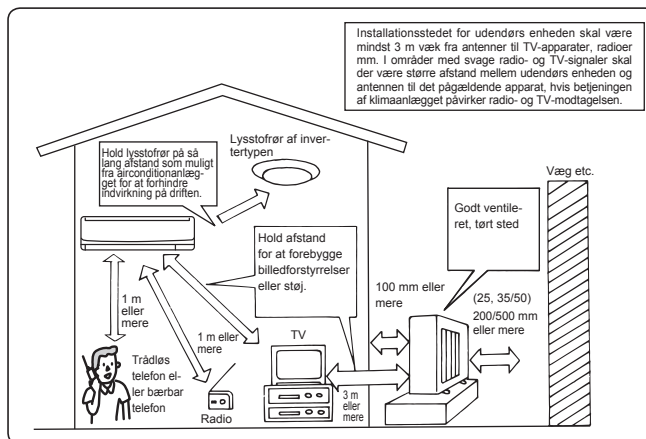 Installationsstedet for udendørs enheden skal være
mindst 3 m væk fra antenner til TV-apparater, radioer
mm. I områder med svage radio- og TV-signaler skal
der være større afstand mellem udendørs enheden og
antennen til det pågældende apparat, hvis betjeningen
af klimaanlægget påvirker radio- og TV-modtagelsen.
Lysstofrør af inver-
tertypen
Hold lysstofrør på så
lang afstand som muligt
fra airconditionanlæg-
get for at forhindre
indvirkning på driften.
Væg etc.
Godt ventile-
ret, tørt sted
Hold afstand
for at forebygge
billedforstyrrelser
eller støj.
100 mm eller
mere
(25, 35/50)
200/500 mm
eller mere
1 m
eller
mere
1 m eller
mere
TV
Trådløs
telefon el-
ler bærbar
telefon
Radio
3 m
eller
mere